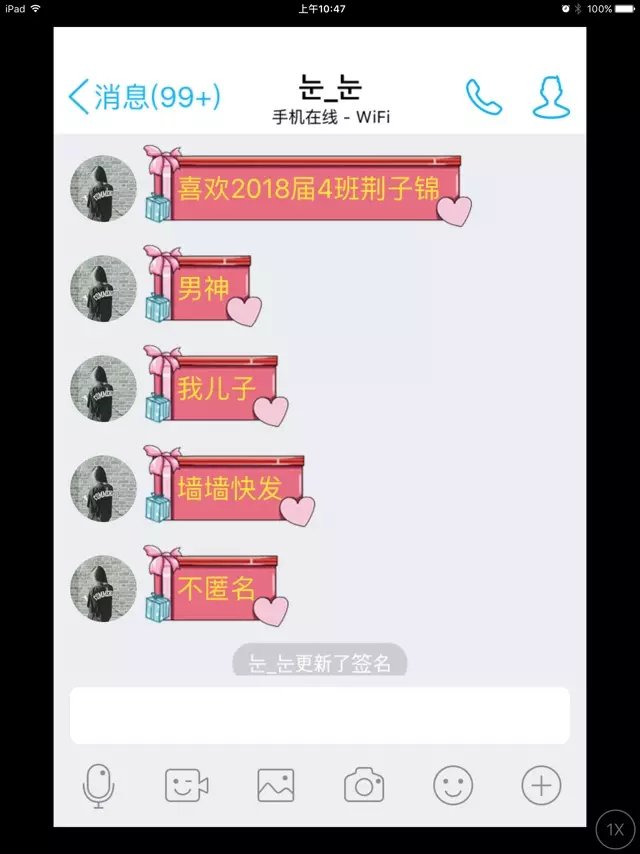 iPad 上午10:47 100%
消息(99+)
눈_눈
手机在线 - WiFi
喜欢2018届4班荆子锦
男神
我儿子
墙墙快发
不匿名
눈_눈更新了签名
1X